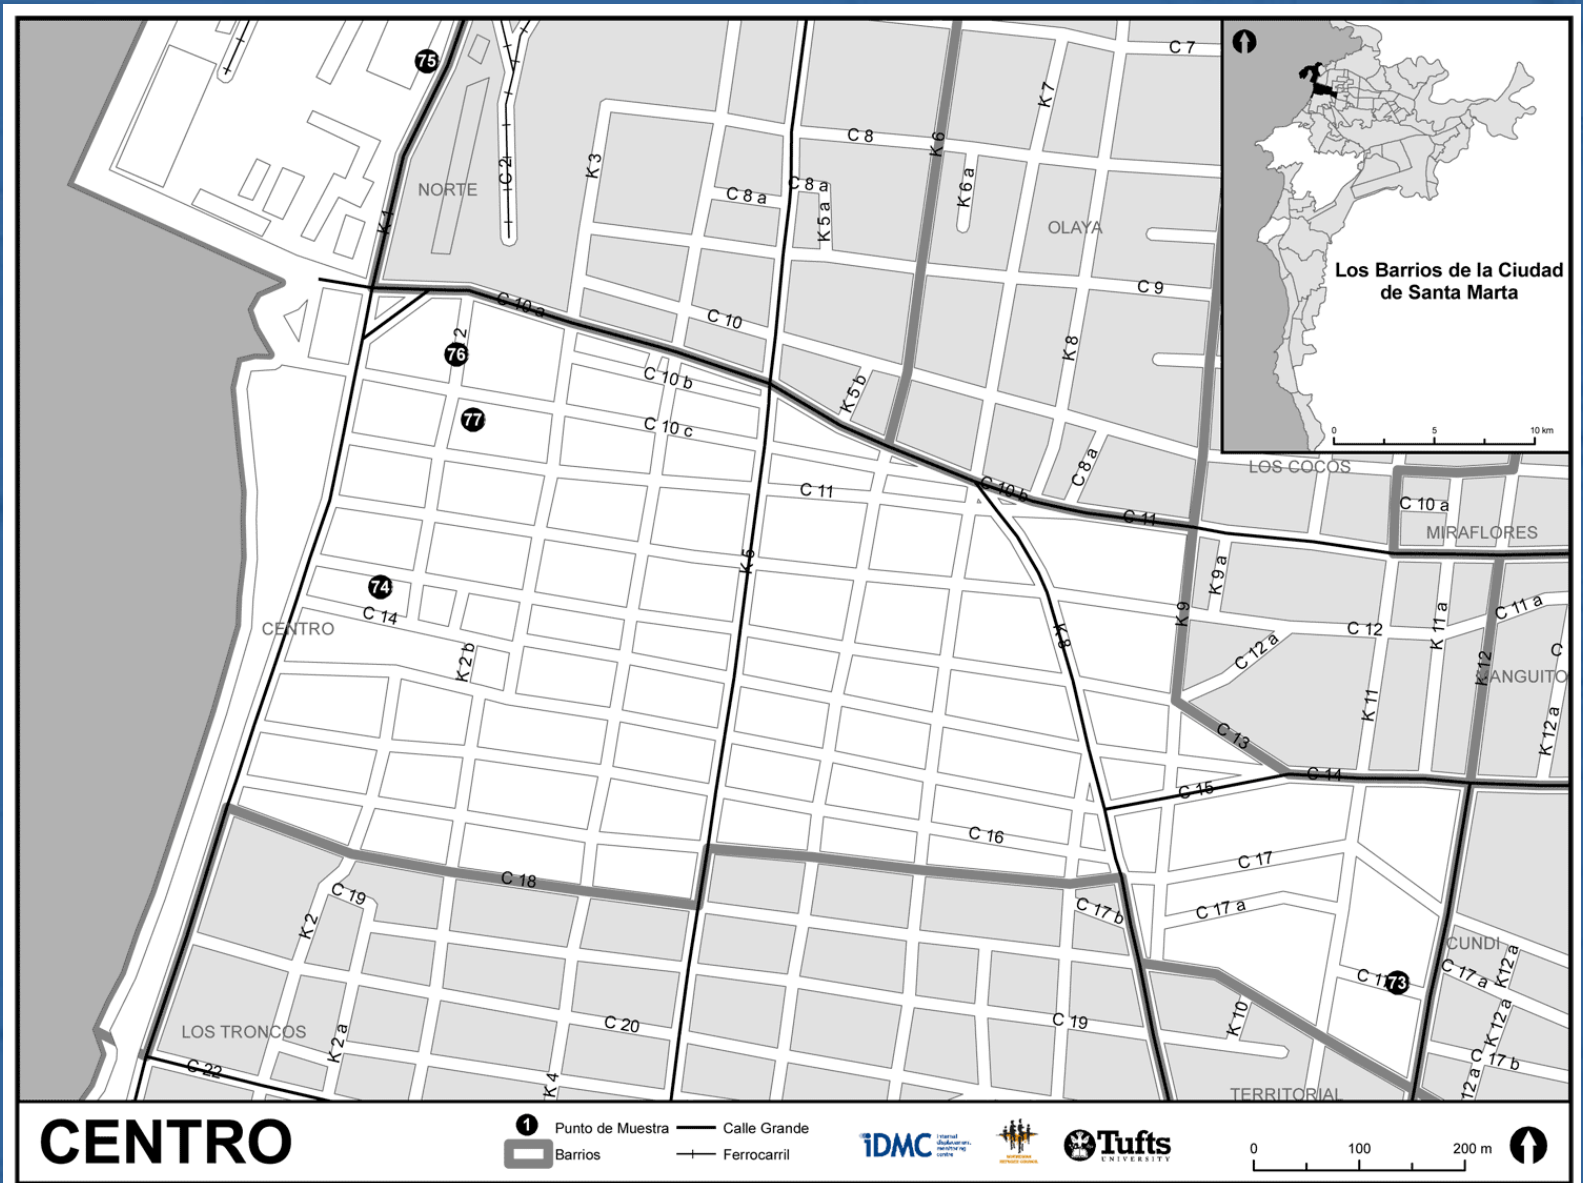 75
C 7
K 7
C 8
K 6
K 3
C 2
NORTE
C 8 a
C 8 a
K 5 a
K 6 a
K 1
OLAYA
C 9
Los Barrios de la Ciudad
de Santa Marta
0 5 10 km
C 10 a
C 10
2
76
K 8
C 10 b
K 5 b
77
C 10 c
C 8 a
LOS COCOS
C 11
C 10 b
C 11
C 10 a
MIRAFLORES
K 5
K 9 a
74
C 14
CENTRO
K 9
C 12
K 11 a
C 11 a
K 8
C 12 a
K 2 b
K 12
C
ANGUITO
K 11
K 12 a
C 13
C 14
C 15
C 16
C 17
C 18
C 19
K 2
C 17 b
C 17 a
CUNDI
K 12 a
C 17 a
73
LOS TRONCOS
K 2 a
C 20
C 19
K 10
K 12 a
C 17 b
C 22
K 4
12 a
TERRITORIAL
CENTRO
1 Punto de Muestra
Barrios
Calle Grande
Ferrocarril
iDMC
internal
displacement
monitoring
centre
Tufts
UNIVERSITY
0 100 200 m